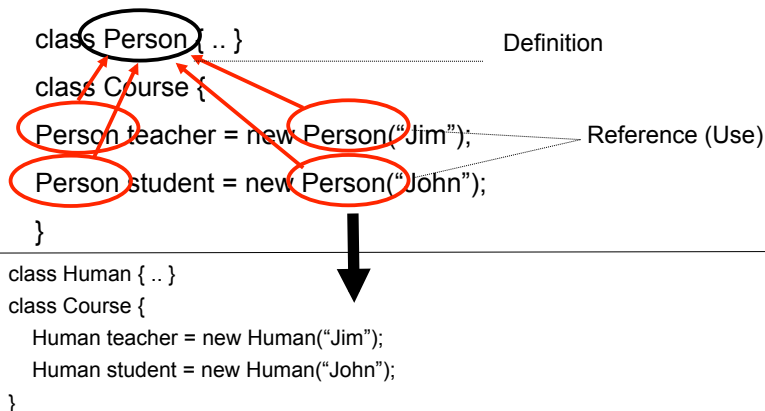 class Person { .. }
Definition
class Course {
Person teacher = new Person(“Jim”);
Reference (Use)
Person student = new Person(“John”);
}
class Human { .. }
class Course {
Human teacher = new Human(“Jim”);
Human student = new Human(“John”);
}